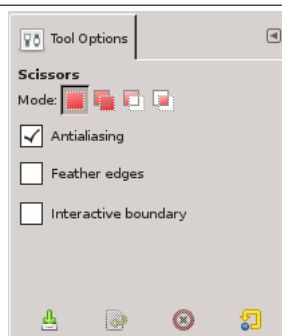 Tool Options
Scissors
Mode:
Antialiasing
Feather edges
Interactive boundary